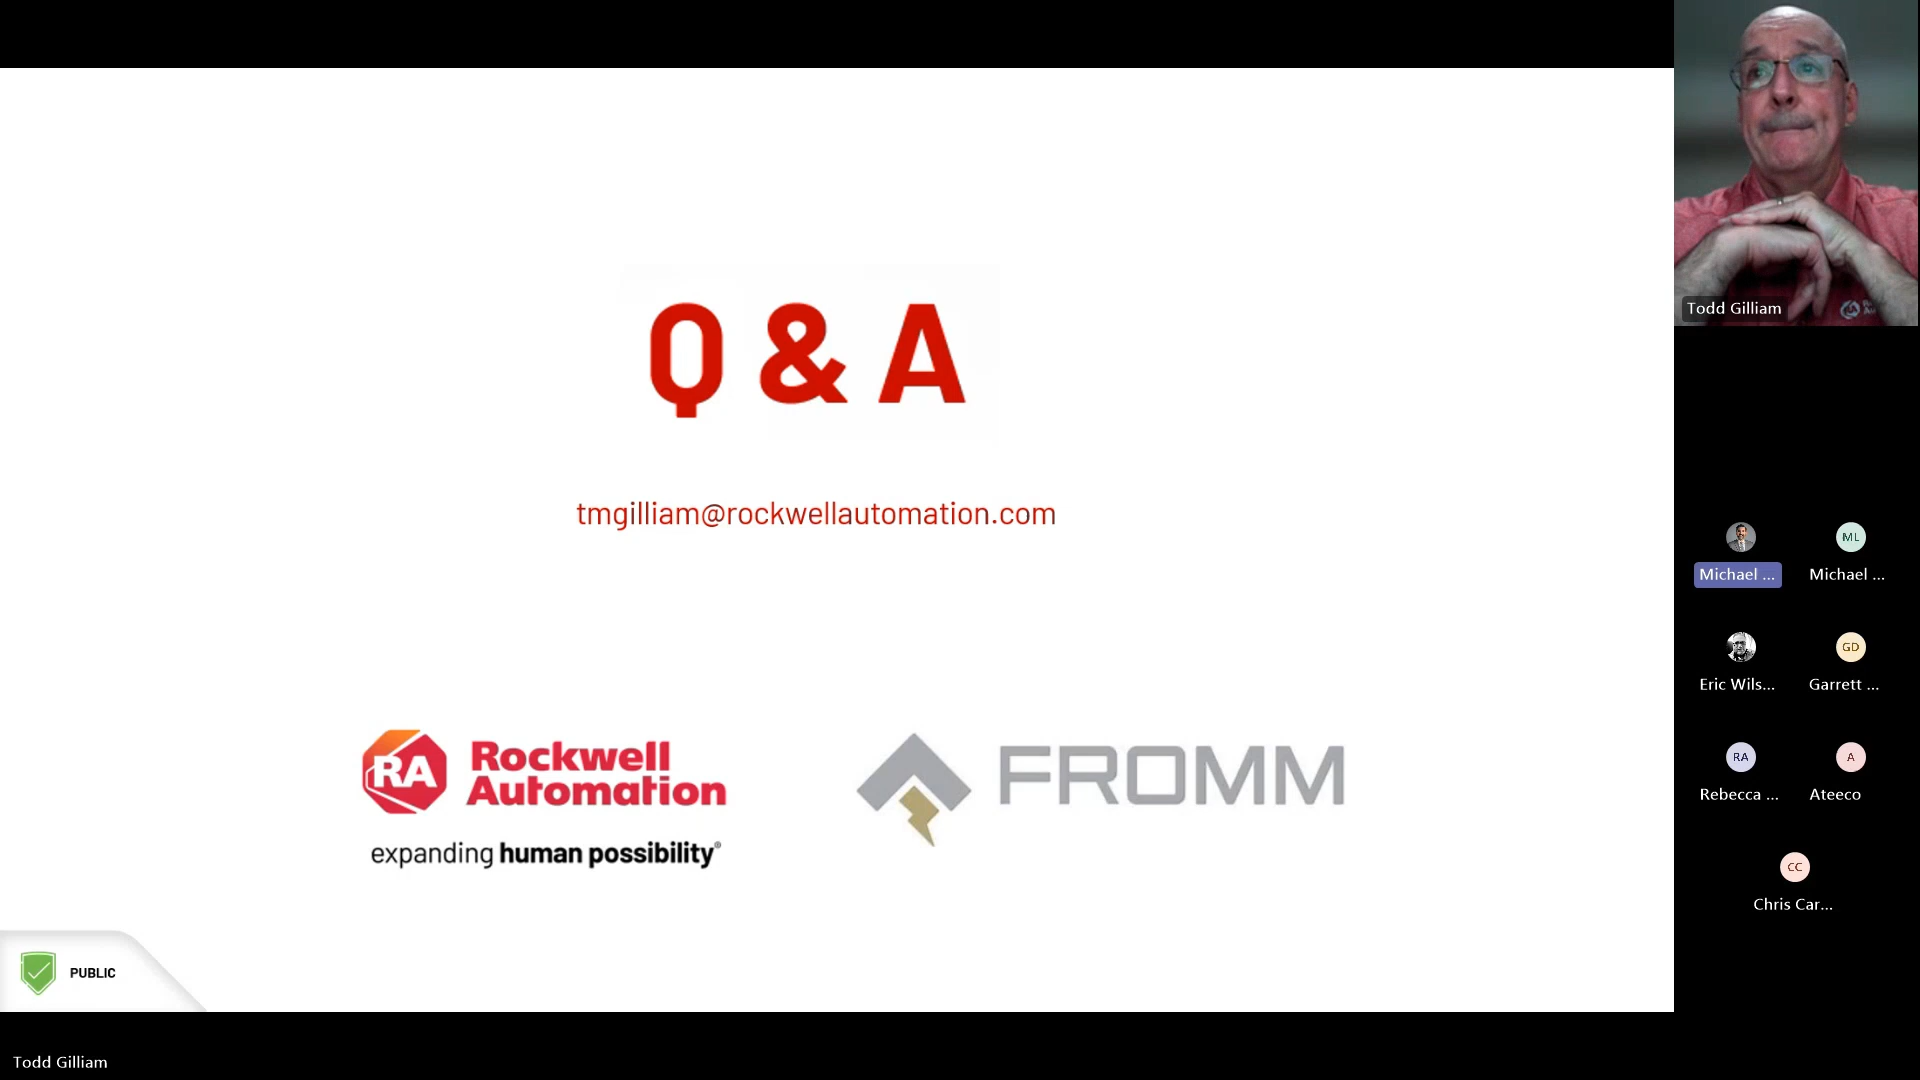 Q & A
tmgilliam@rockwellautomation.com
RA Rockwell
Automation
expanding human possibility®
FROMM
PUBLIC
Todd Gilliam
Todd Gilliam
ML
Michael ...
Michael ...
GD
Eric Wils...
Garrett ...
RA
A
Rebecca ...
Ateeco
CC
Chris Car...